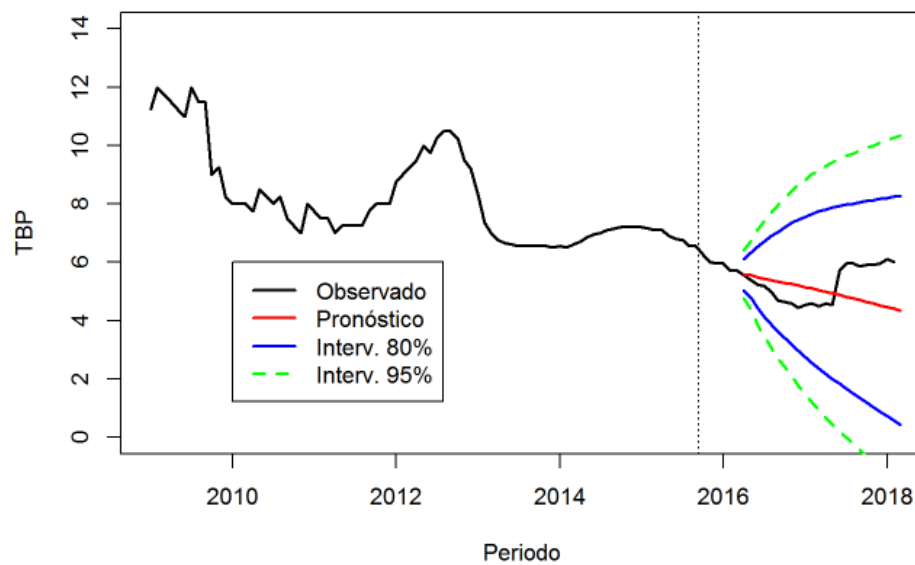 14
12
10
8
6
4
2
0
TBP
Observado
Pronóstico
Interv. 80%
Interv. 95%
2010 2012 2014 2016 2018
Periodo